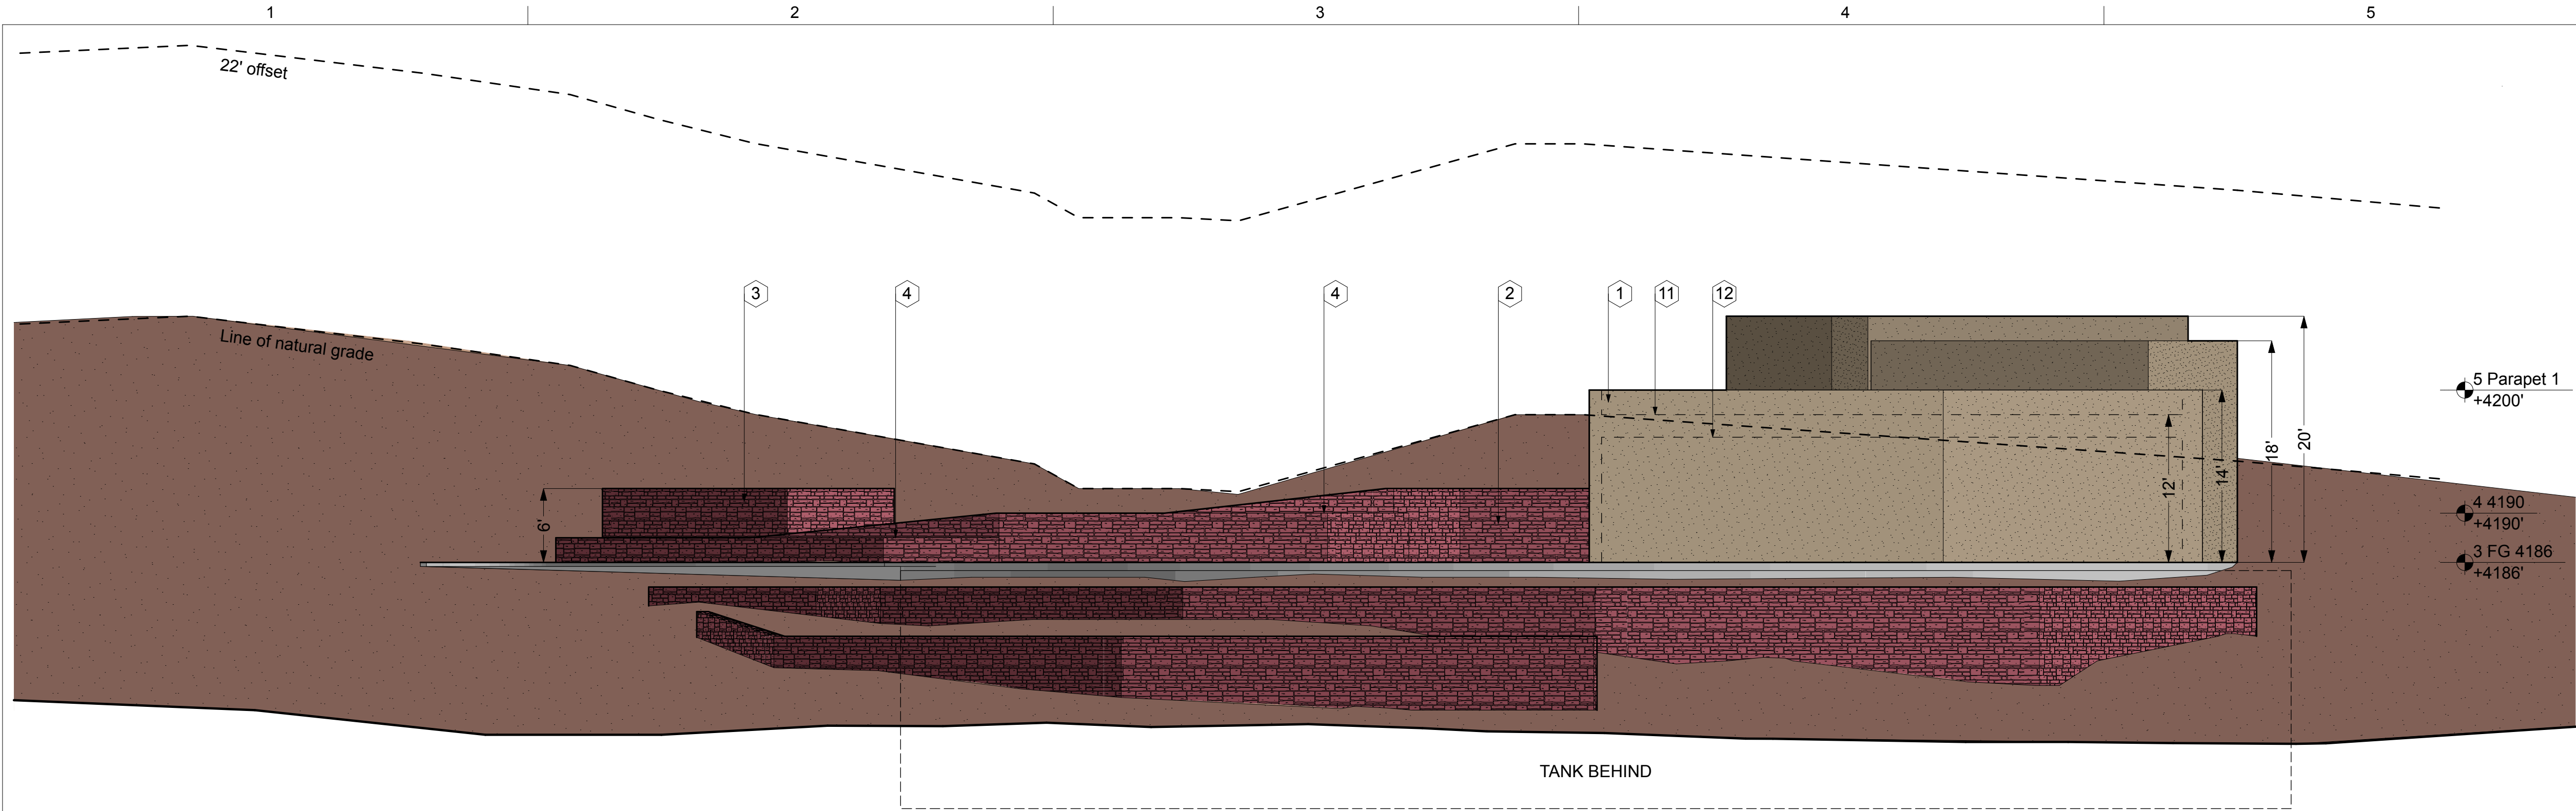 1 2 3 4 5
22' offset
3 4 4 2 1 11 12
Line of natural grade
5 Parapet 1
+4200'
20'
18'
14'
12'
6'
4 4190
+4190'
3 FG 4186
+4186'
TANK BEHIND